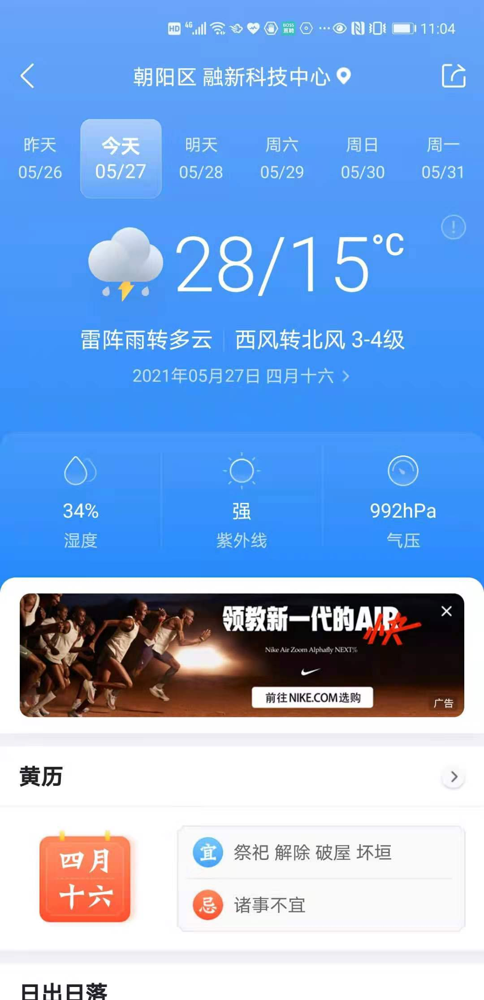 HD 4G BOSS直聘 11:04
朝阳区 融新科技中心
昨天 今天 明天 周六 周日 周一
05/26 05/27 05/28 05/29 05/30 05/31
28/15℃
雷阵雨转多云 西风转北风 3-4级
2021年05月27日 四月十六
34% 强 992hPa
湿度 紫外线 气压
领教新一代的AIR快
Nike Air Zoom Alphafly NEXT%
前往NIKE.COM选购
广告
黄历
四月
十六
宜 祭祀 解除 破屋 坏垣
忌 诸事不宜
日出日落